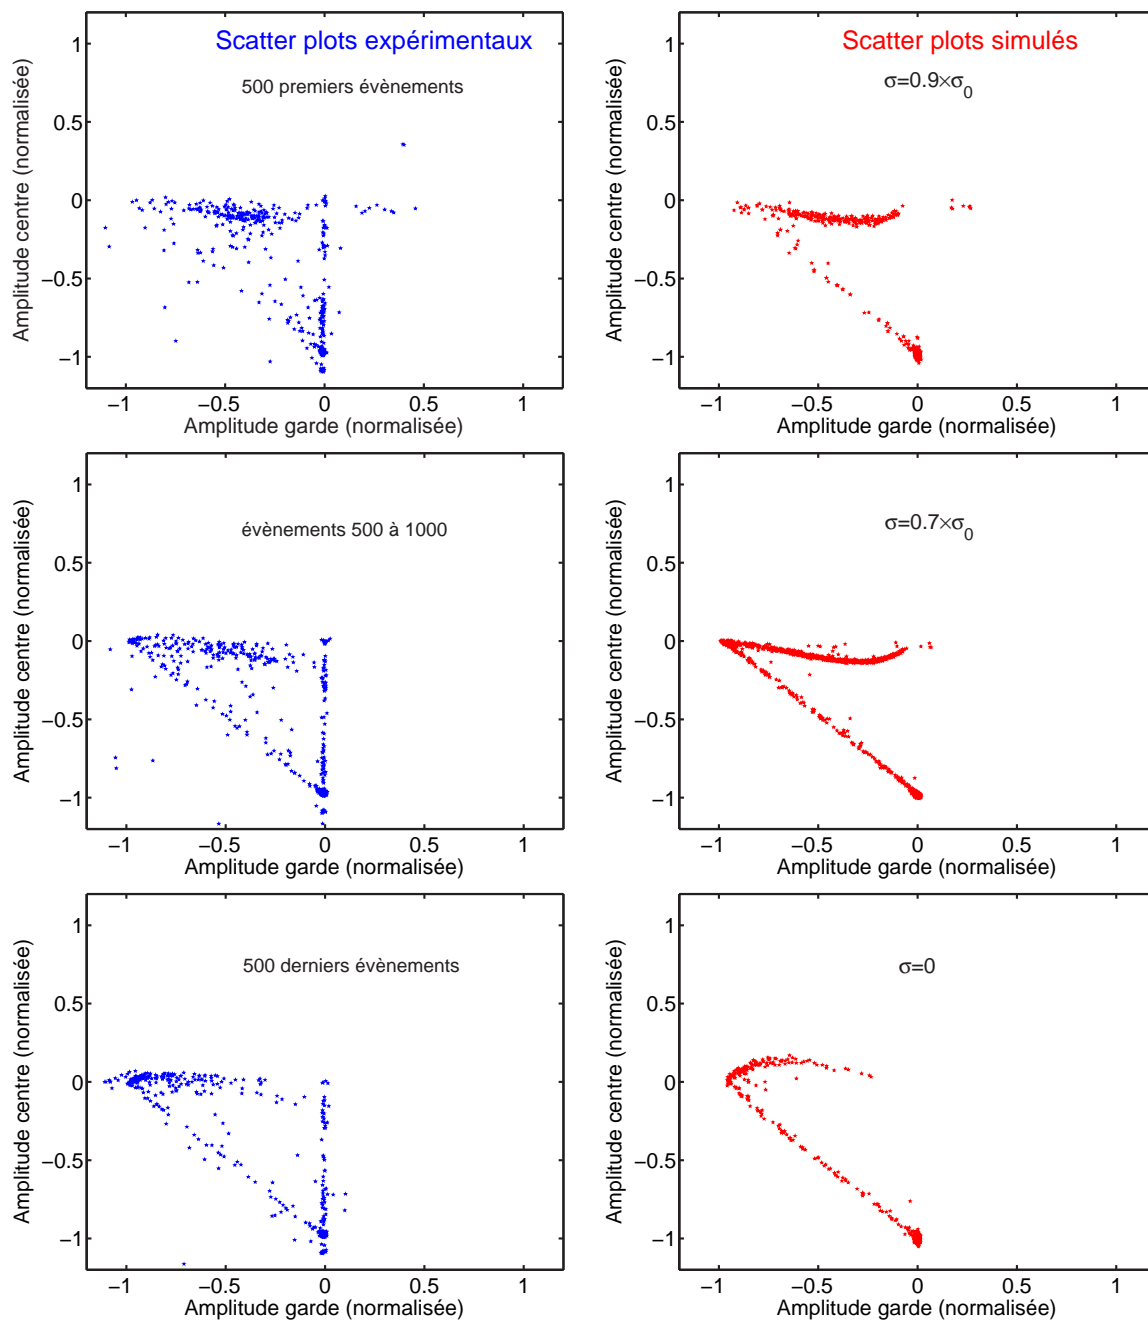 Scatter plots expérimentaux
500 premiers évènements
Amplitude centre (normalisée)
1
0.5
0
−0.5
−1
−1 −0.5 0 0.5 1
Amplitude garde (normalisée)
Scatter plots simulés
σ=0.9×σ0
Amplitude centre (normalisée)
1
0.5
0
−0.5
−1
−1 −0.5 0 0.5 1
Amplitude garde (normalisée)
évènements 500 à 1000
Amplitude centre (normalisée)
1
0.5
0
−0.5
−1
−1 −0.5 0 0.5 1
Amplitude garde (normalisée)
σ=0.7×σ0
Amplitude centre (normalisée)
1
0.5
0
−0.5
−1
−1 −0.5 0 0.5 1
Amplitude garde (normalisée)
500 derniers évènements
Amplitude centre (normalisée)
1
0.5
0
−0.5
−1
−1 −0.5 0 0.5 1
Amplitude garde (normalisée)
σ=0
Amplitude centre (normalisée)
1
0.5
0
−0.5
−1
−1 −0.5 0 0.5 1
Amplitude garde (normalisée)